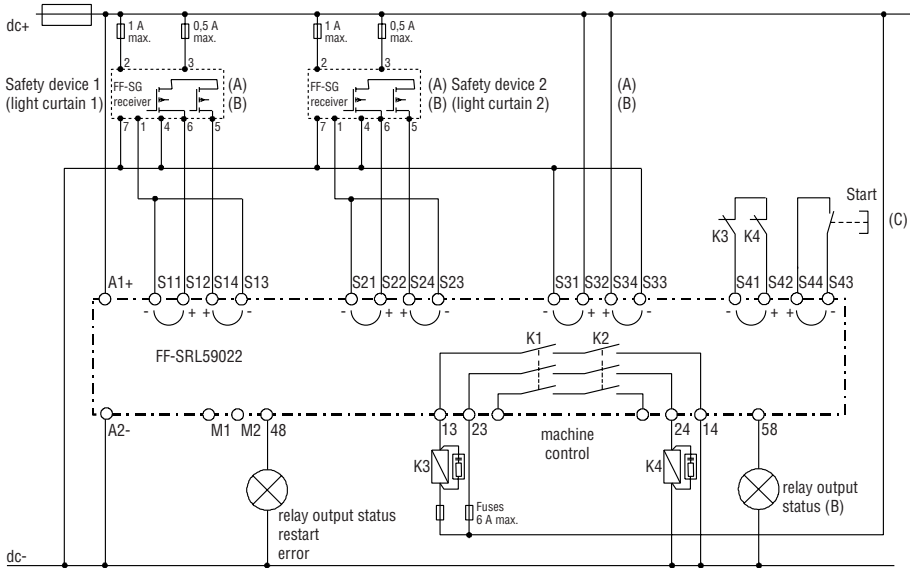 dc+
1 A
max.
0,5 A
max.
1 A
max.
0,5 A
max.
2
3
2
3
Safety device 1
(light curtain 1)
FF-SG
receiver
(A)
(B)
FF-SG
receiver
(A)
(B)
Safety device 2
(light curtain 2)
(A)
(B)
7 1 4 6 5
7 1 4 6 5
Start
(C)
K3
K4
A1+
S11
S12
S14
S13
S21
S22
S24
S23
S31
S32
S34
S33
S41
S42
S44
S43
- + + -
- + + -
- + + -
- + + -
FF-SRL59022
K1
K2
A2-
M1
M2
48
13
23
machine
control
24
14
58
K3
K4
Fuses
6 A max.
relay output status
restart
error
relay output
status (B)
dc-